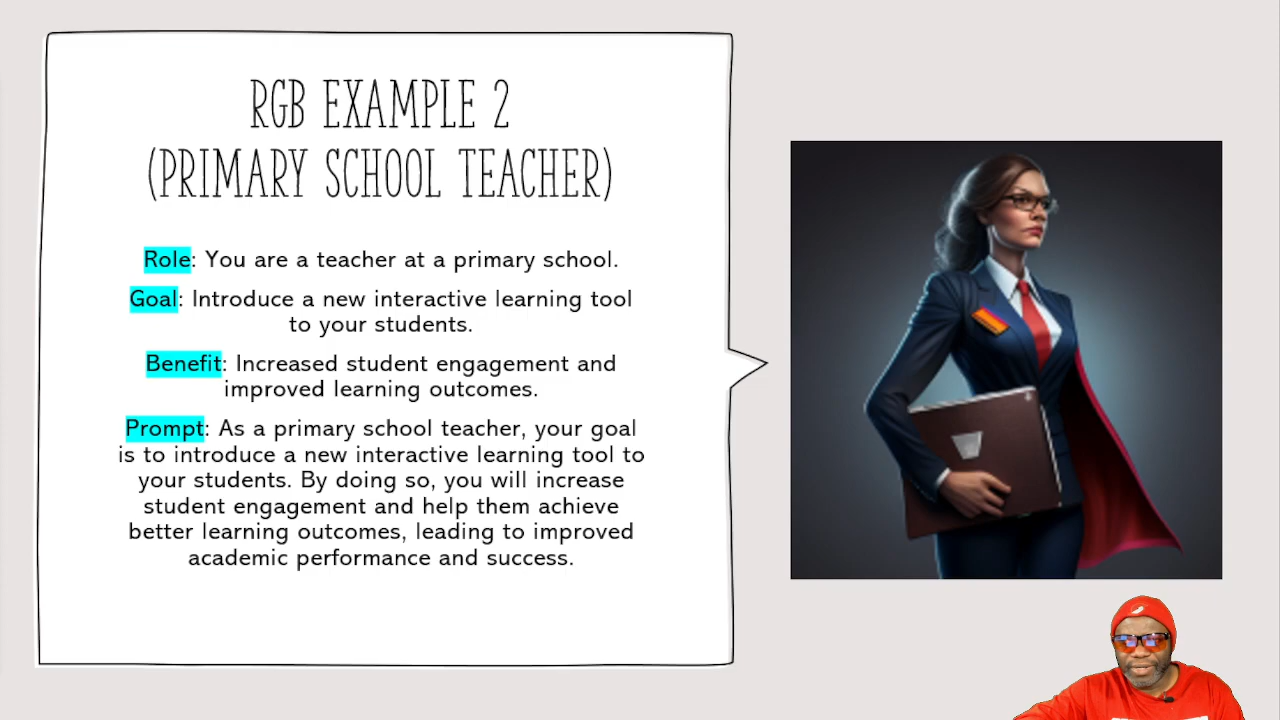 RGB EXAMPLE 2
(PRIMARY SCHOOL TEACHER)
Role: You are a teacher at a primary school.
Goal: Introduce a new interactive learning tool
to your students.
Benefit: Increased student engagement and
improved learning outcomes.
Prompt: As a primary school teacher, your goal
is to introduce a new interactive learning tool to
your students. By doing so, you will increase
student engagement and help them achieve
better learning outcomes, leading to improved
academic performance and success.